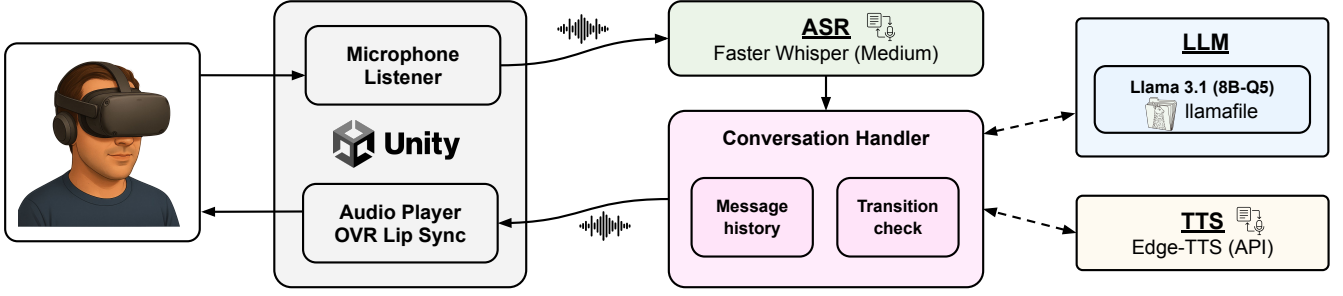 Microphone
Listener
Unity
Audio Player
OVR Lip Sync
ASR
Faster Whisper (Medium)
Conversation Handler
Message
history
Transition
check
LLM
Llama 3.1 (8B-Q5)
llamafile
TTS
Edge-TTS (API)